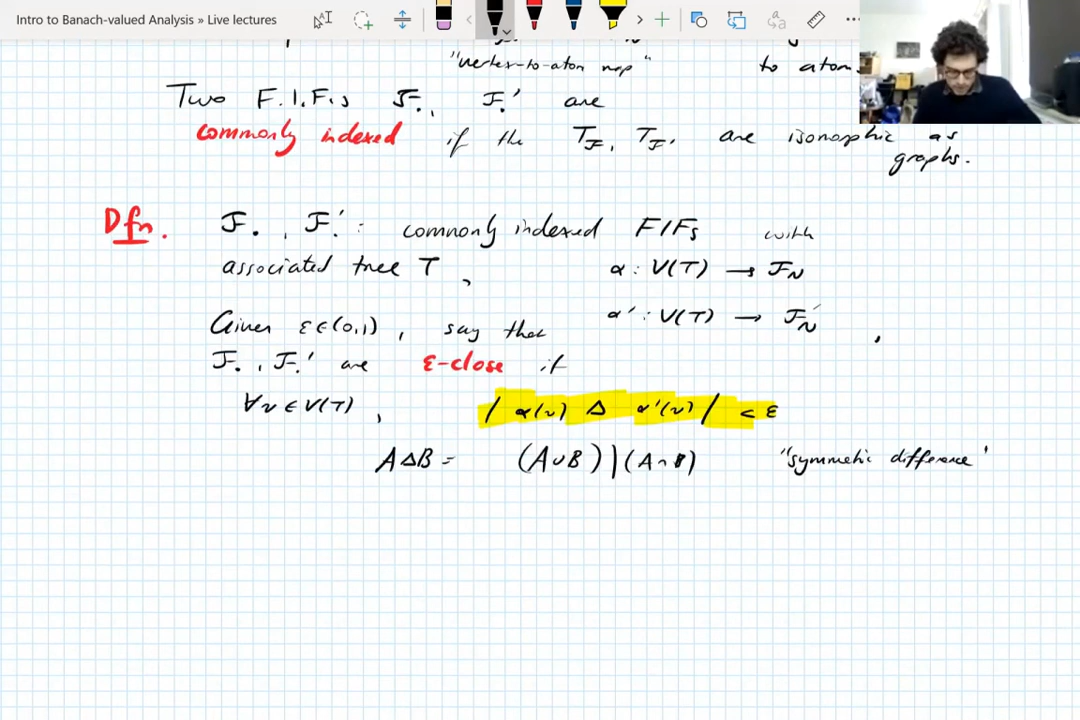 Intro to Banach-valued Analysis » Live lectures
"vertex-to-atom map"
to atom
Two F.I.Fs F., F.' are
commonly indexed if the T_F, T_F' are isomorphic as
graphs.
Dfn. F., F.': commonly indexed FIFs with
associated tree T, α : V(T) → F_N
α' : V(T) → F_N',
Given ε∈(0,1), say that
F., F.' are ε-close if
∀v∈V(T), |α(v) Δ α'(v)| < ε
AΔB = (A∪B)\(A∩B) "symmetric difference"